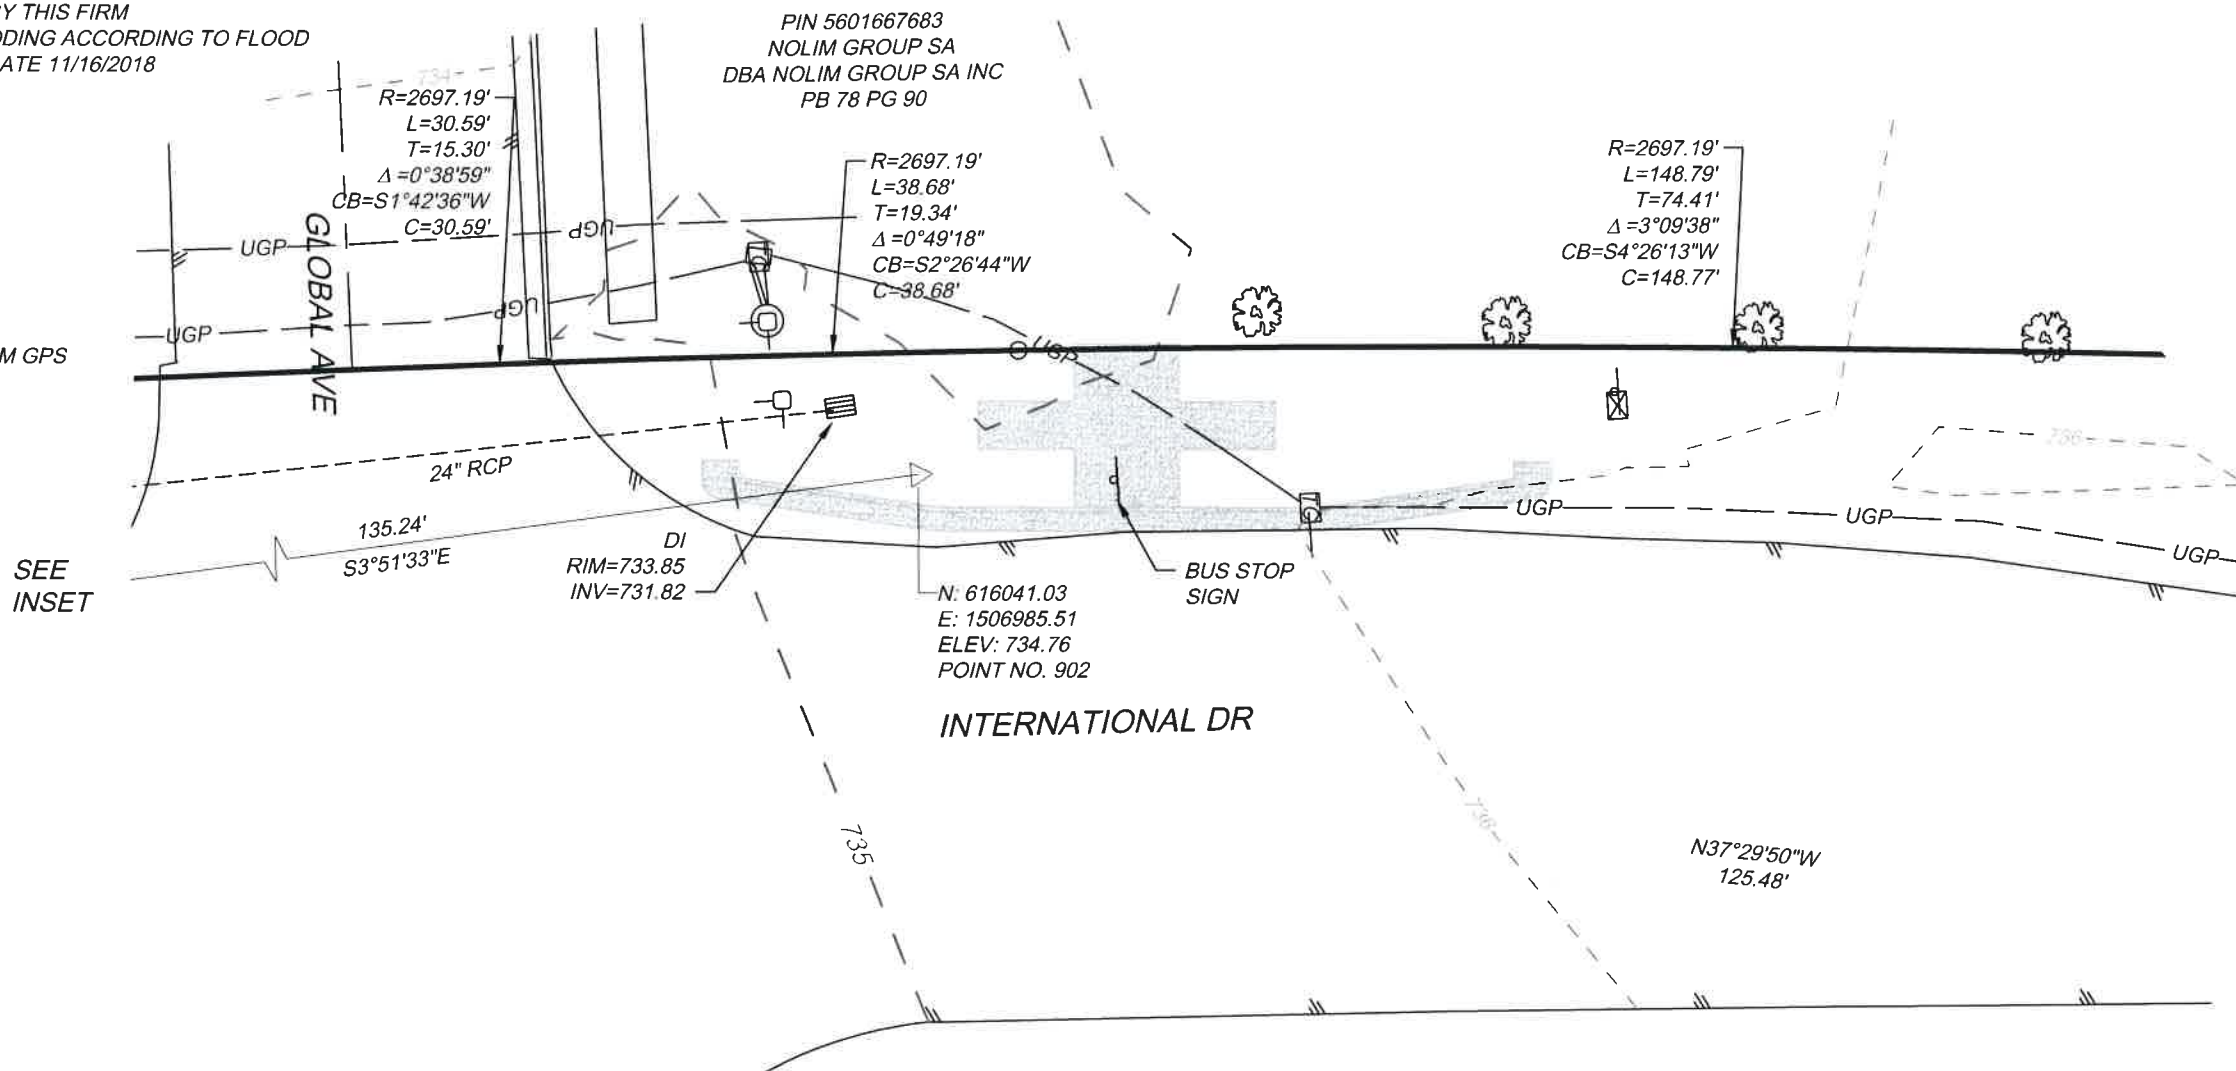 Y THIS FIRM
DDING ACCORDING TO FLOOD
ATE 11/16/2018
PIN 5601667683
NOLIM GROUP SA
DBA NOLIM GROUP SA INC
PB 78 PG 90
734
R=2697.19'
L=30.59'
T=15.30'
Δ =0°38'59"
CB=S1°42'36"W
C=30.59'
R=2697.19'
L=38.68'
T=19.34'
Δ =0°49'18"
CB=S2°26'44"W
C=38.68'
R=2697.19'
L=148.79'
T=74.41'
Δ =3°09'38"
CB=S4°26'13"W
C=148.77'
UGP
UGP
UGP
UGP
UGP
GLOBAL AVE
M GPS
24" RCP
736
UGP
UGP
UGP
135.24'
S3°51'33"E
SEE
INSET
DI
RIM=733.85
INV=731.82
N: 616041.03
E: 1506985.51
ELEV: 734.76
POINT NO. 902
BUS STOP
SIGN
INTERNATIONAL DR
735
736
N37°29'50"W
125.48'